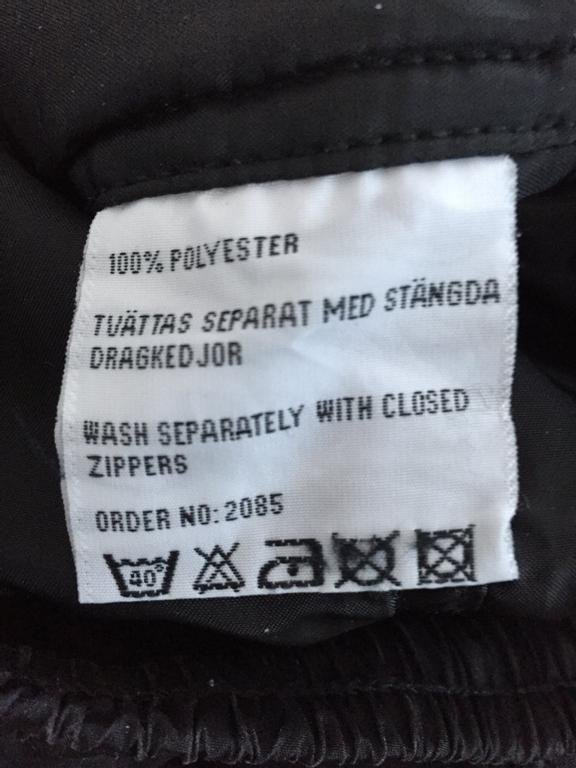 100% POLYESTER
TVÄTTAS SEPARAT MED STÄNGDA
DRAGKEDJOR
WASH SEPARATELY WITH CLOSED
ZIPPERS
ORDER NO: 2085
40°